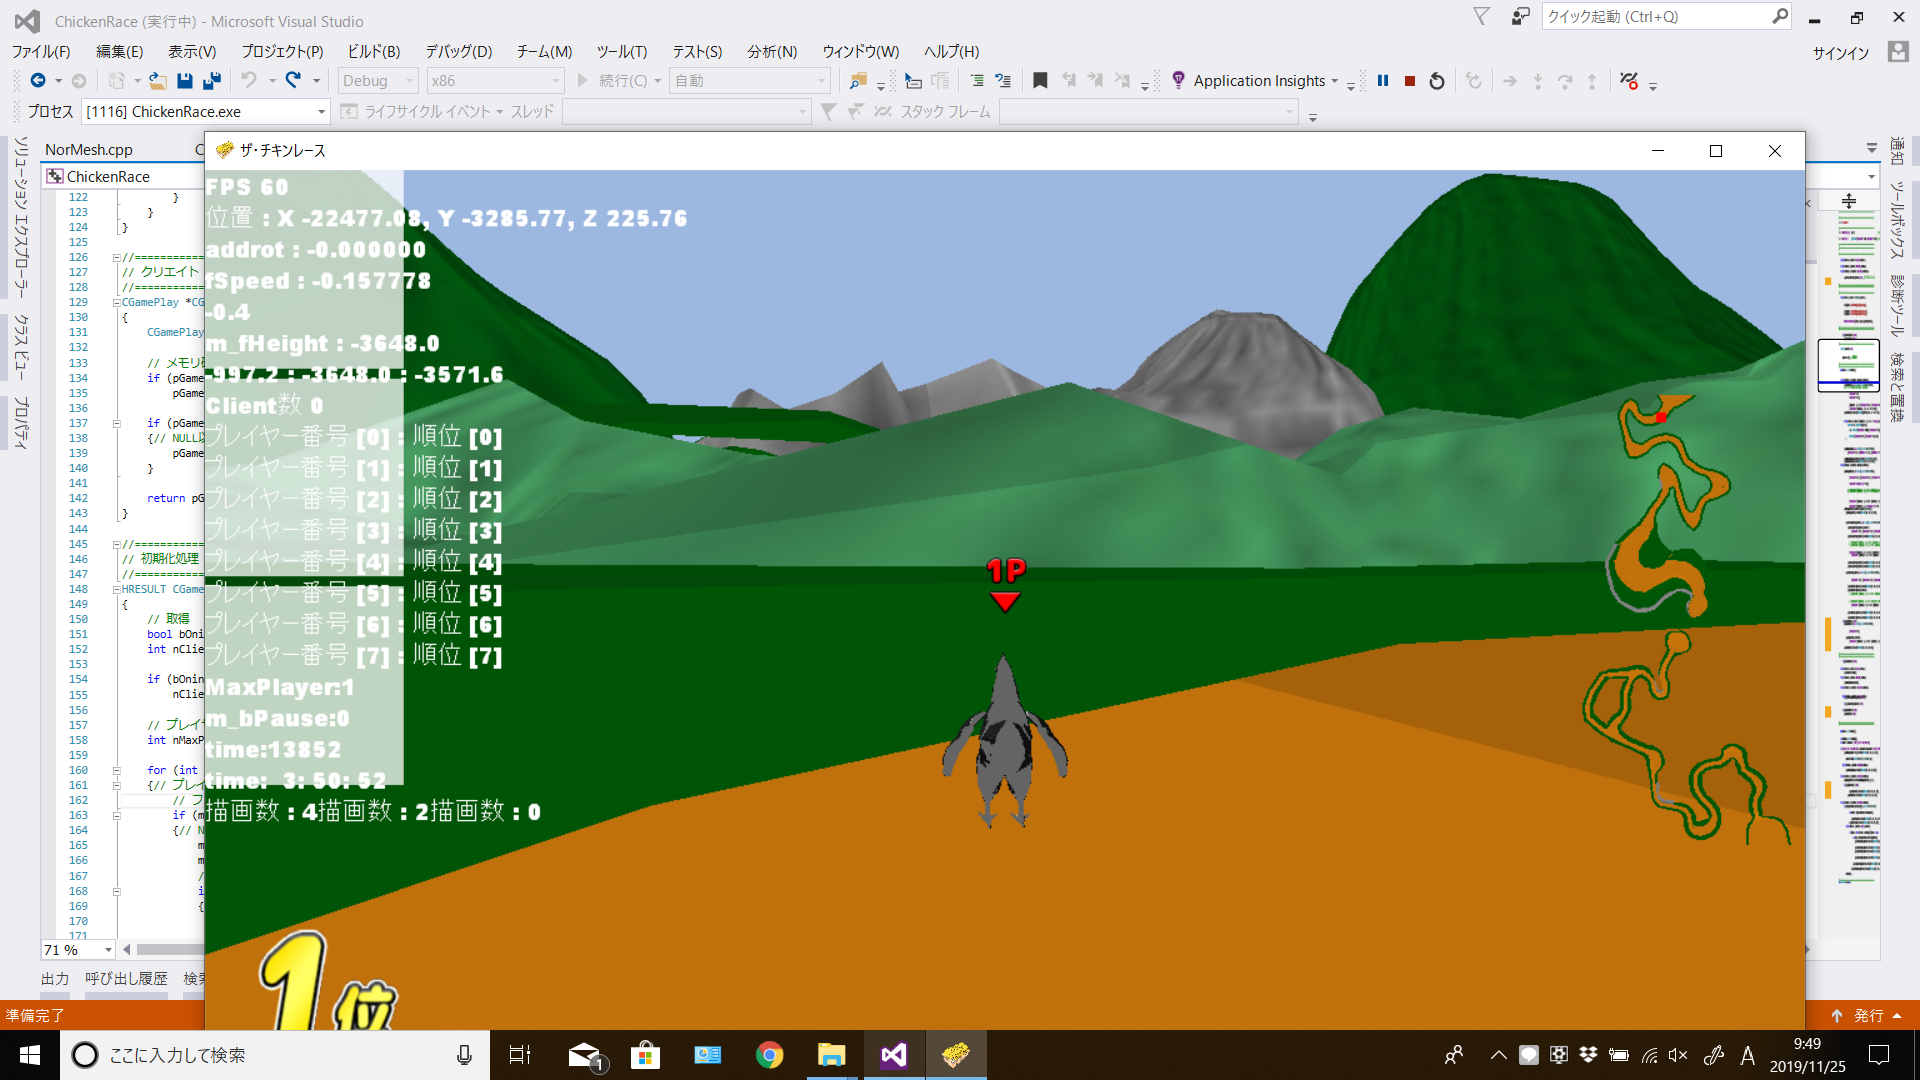 ChickenRace (実行中) - Microsoft Visual Studio
クイック起動 (Ctrl+Q)
ファイル(F) 編集(E) 表示(V) プロジェクト(P) ビルド(B) デバッグ(D) チーム(M) ツール(T) テスト(S) 分析(N) ウィンドウ(W) ヘルプ(H)
サインイン
Debug x86 続行(C) 自動 Application Insights
プロセス [1116] ChickenRace.exe ライフサイクル イベント スレッド スタック フレーム
ソリューション エクスプローラー
クラス ビュー
プロパティ
NorMesh.cpp C
ChickenRace
122 }
123 }
124 }
125
126 //===========
127 // クリエイト
128 //===========
129 CGamePlay *CG
130 {
131 CGamePlay
132
133 // メモリ
134 if (pGame
135 pGame
136
137 if (pGame
138 {// NULL
139 pGame
140 }
141
142 return pG
143 }
144
145 //===========
146 // 初期化処理
147 //===========
148 HRESULT CGame
149 {
150 // 取得
151 bool bOni
152 int nClie
153
154 if (bOnin
155 nClie
156
157 // プレイ
158 int nMaxP
159
160 for (int
161 {// プレイ
162 // フ
163 if (m
164 {// N
165 m
166 m
167 /
168 i
169 {
170
171
71 %
出力 呼び出し履歴 検索
準備完了
ザ・チキンレース
FPS 60
位置 : X -22477.08, Y -3285.77, Z 225.76
addrot : -0.000000
fSpeed : -0.157778
-0.4
m_fHeight : -3648.0
-997.2 : -3648.0 : -3571.6
Client数 0
プレイヤー番号 [0] : 順位 [0]
プレイヤー番号 [1] : 順位 [1]
プレイヤー番号 [2] : 順位 [2]
プレイヤー番号 [3] : 順位 [3]
プレイヤー番号 [4] : 順位 [4]
プレイヤー番号 [5] : 順位 [5]
プレイヤー番号 [6] : 順位 [6]
プレイヤー番号 [7] : 順位 [7]
MaxPlayer:1
m_bPause:0
time:13852
time: 3: 50: 52
描画数 : 4描画数 : 2描画数 : 0
1P
1位
通知
ツールボックス
診断ツール
検索と置換
発行
ここに入力して検索
1
A
9:49
2019/11/25